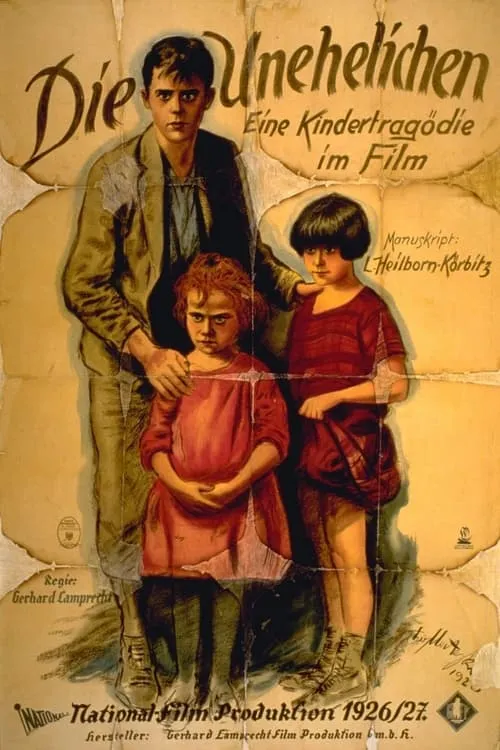 Die Unehelichen
Eine Kindertragödie
im Film
Manuskript:
L. Heilborn-Körbitz
Regie:
Gerhard Lamprecht
NATIONAL
National-Film Produktion 1926/27.
Hersteller: Gerhard Lamprecht Film Produktion G.m.b.H.